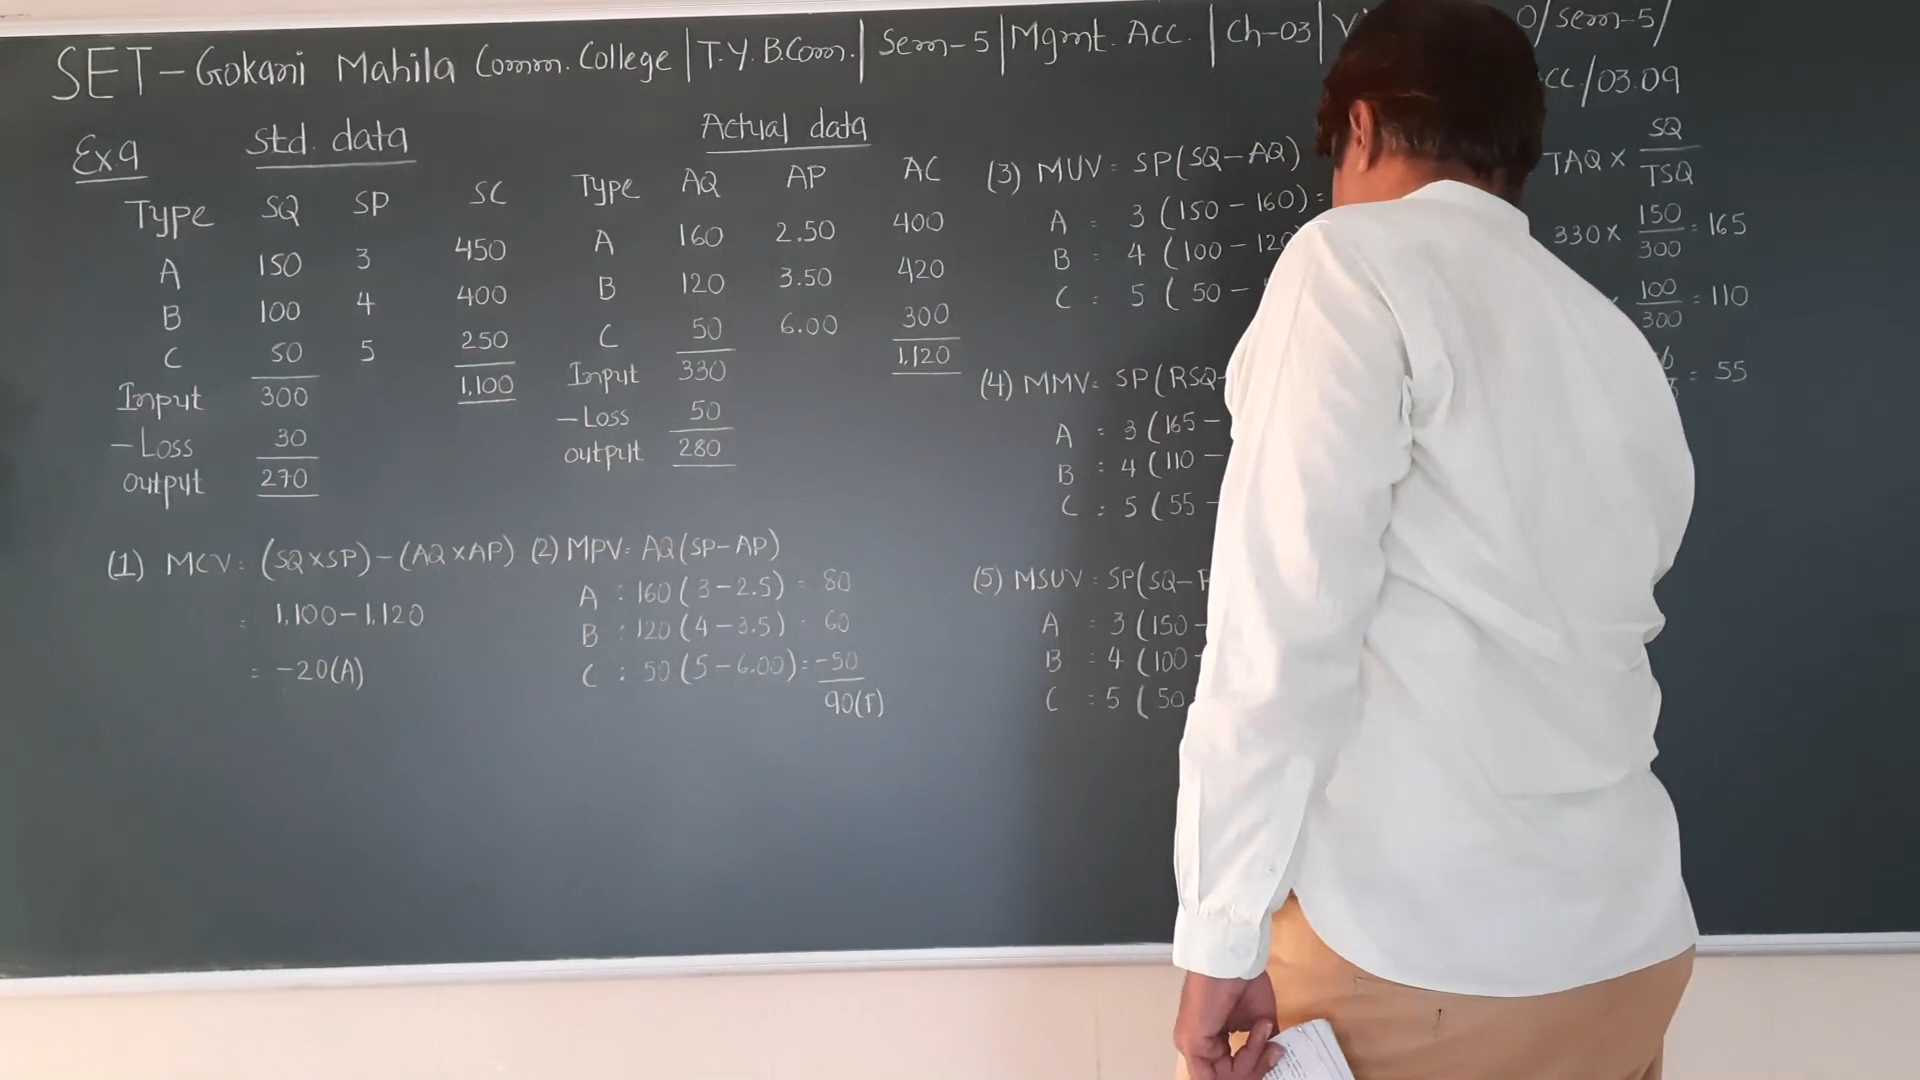 SET - Gokani Mahila Comm. College | T.Y. B.Com. | Sem-5 | Mgmt. Acc. | Ch-03 |
0/Sem-5/
CC/03.09
Ex.9
Std. data
Type SQ SP SC
A 150 3 450
B 100 4 400
C 50 5 250
Input 300 1,100
-Loss 30
output 270
Actual data
Type AQ AP AC
A 160 2.50 400
B 120 3.50 420
C 50 6.00 300
Input 330 1,120
-Loss 50
output 280
(1) MCV = (SQ×SP) - (AQ×AP)
= 1,100-1,120
= -20(A)
(2) MPV = AQ(SP-AP)
A : 160(3-2.5) = 80
B : 120(4-3.5) = 60
C : 50(5-6.00) = -50
90(F)
(3) MUV = SP(SQ-AQ)
A = 3 (150 - 160) =
B = 4 (100 - 120
C = 5 ( 50 -
(4) MMV = SP(RSQ-
A = 3 (165 -
B = 4 (110 -
C = 5 (55 -
(5) MSUV = SP(SQ-
A = 3 (150 -
B = 4 (100 -
C = 5 ( 50
TAQ × SQ/TSQ
330 × 150/300 = 165
100/300 = 110
= 55